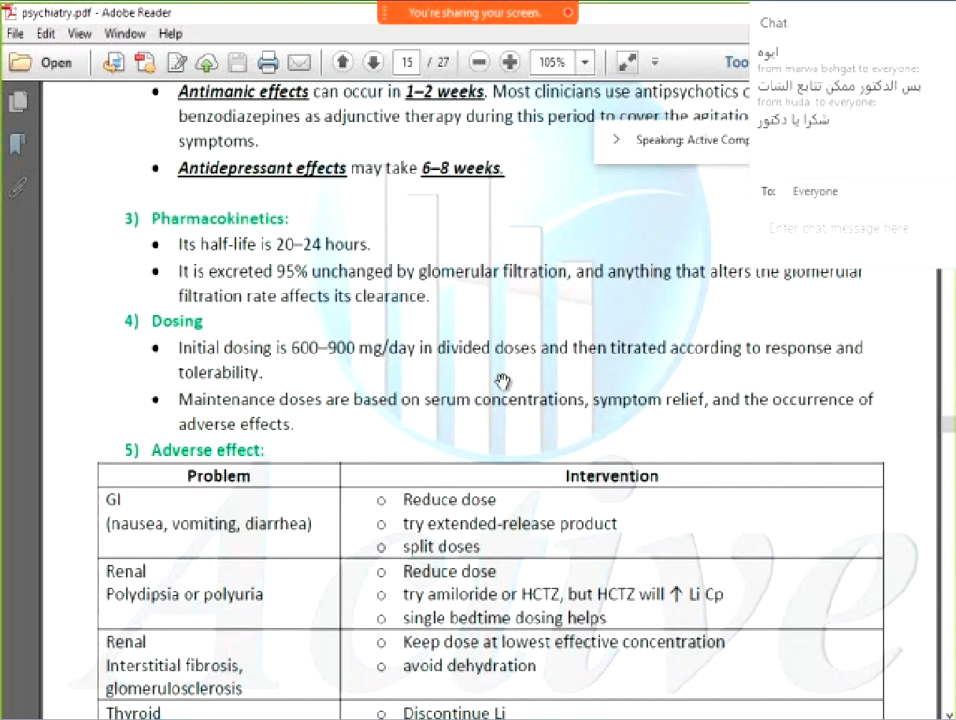 psychiatry.pdf - Adobe Reader
You're sharing your screen.
File Edit View Window Help
Open 15 / 27 105% Too
Antimanic effects can occur in 1–2 weeks. Most clinicians use antipsychotics
benzodiazepines as adjunctive therapy during this period to cover the agitatio
symptoms.
Antidepressant effects may take 6–8 weeks.
Speaking: Active Comp
Chat
ايوه
from marwa bahgat to everyone:
بس الدكتور ممكن تتابع الشات
from huda to everyone:
شكرا يا دكتور
To: Everyone
Enter chat message here
3) Pharmacokinetics:
Its half-life is 20–24 hours.
It is excreted 95% unchanged by glomerular filtration, and anything that alters the glomerular
filtration rate affects its clearance.
4) Dosing
Initial dosing is 600–900 mg/day in divided doses and then titrated according to response and
tolerability.
Maintenance doses are based on serum concentrations, symptom relief, and the occurrence of
adverse effects.
5) Adverse effect:
Problem Intervention
GI
(nausea, vomiting, diarrhea)
o Reduce dose
o try extended-release product
o split doses
Renal
Polydipsia or polyuria
o Reduce dose
o try amiloride or HCTZ, but HCTZ will ↑ Li Cp
o single bedtime dosing helps
Renal
Interstitial fibrosis,
glomerulosclerosis
o Keep dose at lowest effective concentration
o avoid dehydration
Thyroid
o Discontinue Li
Active